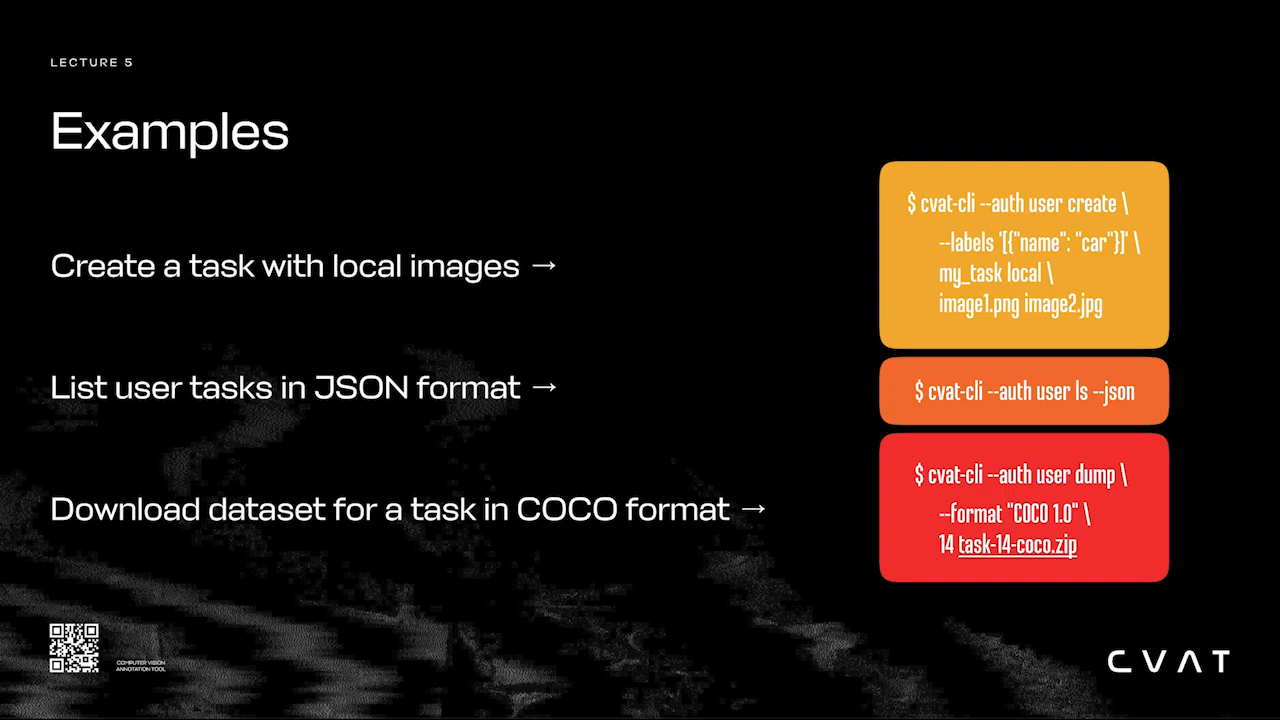 LECTURE 5
Examples
Create a task with local images →
$ cvat-cli --auth user create \
--labels '[{"name": "car"}]' \
my_task local \
image1.png image2.jpg
List user tasks in JSON format →
$ cvat-cli --auth user ls --json
Download dataset for a task in COCO format →
$ cvat-cli --auth user dump \
--format "COCO 1.0" \
14 task-14-coco.zip
COMPUTER VISION
ANNOTATION TOOL
CVAT